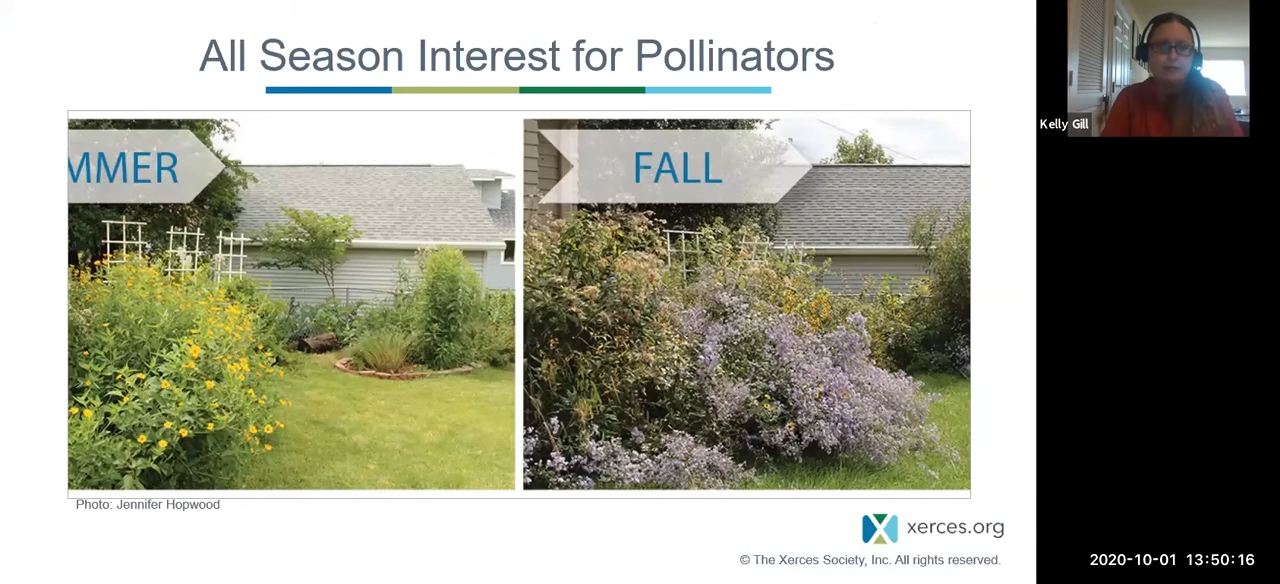 All Season Interest for Pollinators
MMER
FALL
Kelly Gill
Photo: Jennifer Hopwood
xerces.org
© The Xerces Society, Inc. All rights reserved.
2020-10-01 13:50:16